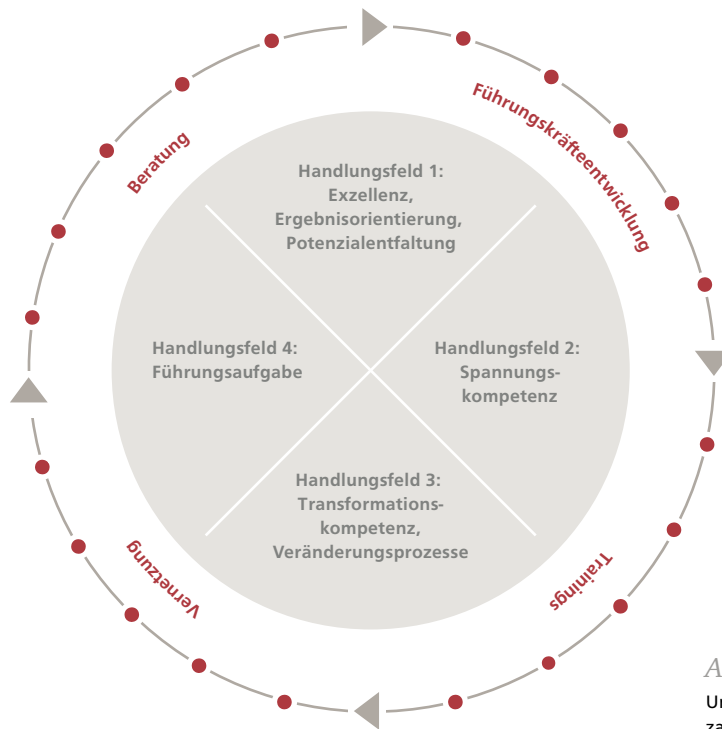 Führungskräfteentwicklung
Beratung
Handlungsfeld 1:
Exzellenz,
Ergebnisorientierung,
Potenzialentfaltung
Handlungsfeld 4:
Führungsaufgabe
Handlungsfeld 2:
Spannungs-
kompetenz
Handlungsfeld 3:
Transformations-
kompetenz,
Veränderungsprozesse
Vernetzung
Trainings